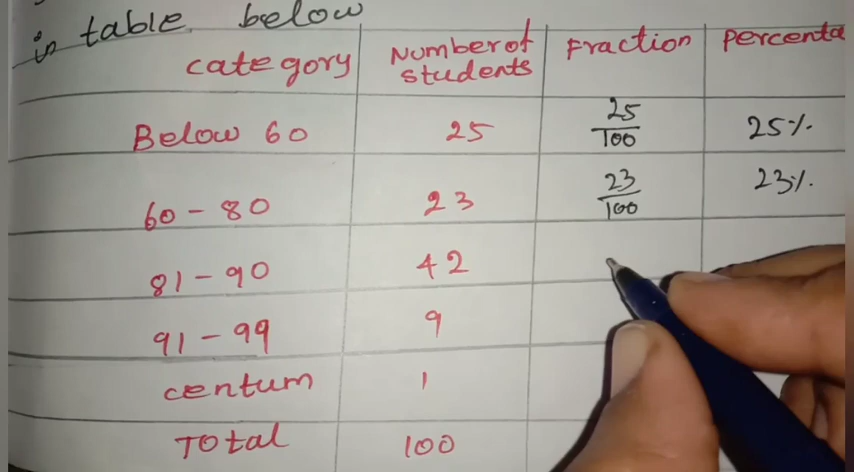 in table below
category Number of students Fraction Percenta
Below 60 25 25/100 25%
60 - 80 23 23/100 23%
81 - 90 42
91 - 99 9
centum 1
Total 100